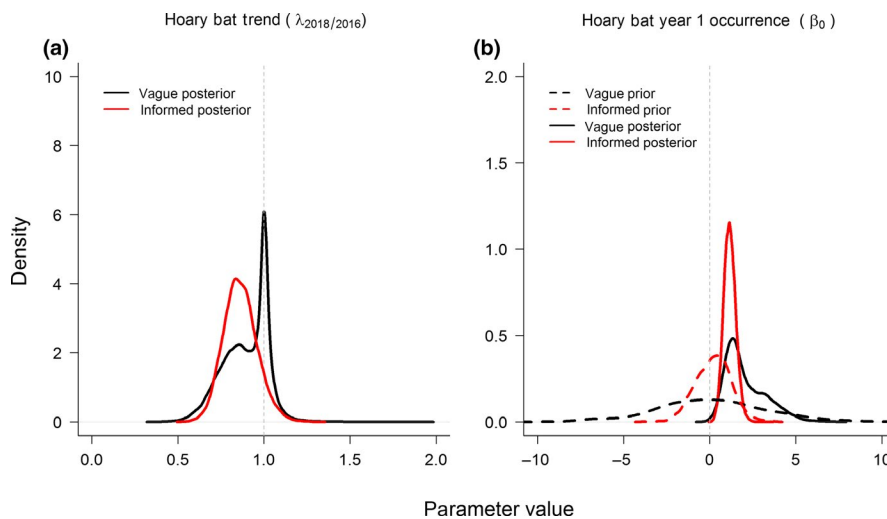 Hoary bat trend ( λ2018/2016)
(a)
Vague posterior
Informed posterior
10
8
6
4
2
0
0.0 0.5 1.0 1.5 2.0
Density
Hoary bat year 1 occurrence ( β0 )
(b)
Vague prior
Informed prior
Vague posterior
Informed posterior
2.0
1.5
1.0
0.5
0.0
–10 –5 0 5 10
Parameter value